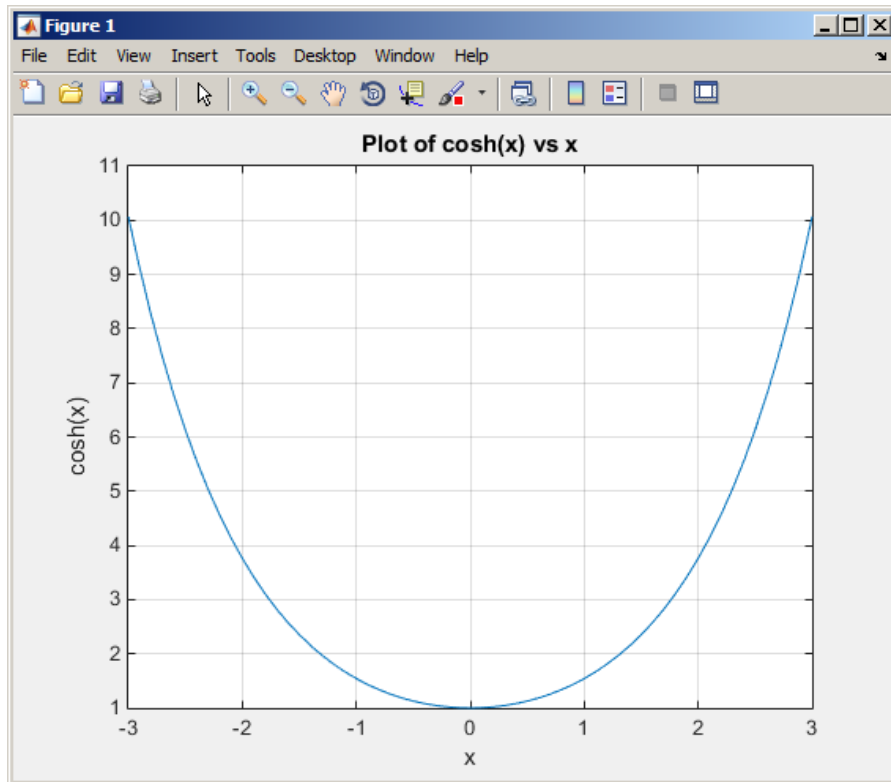 Figure 1
File Edit View Insert Tools Desktop Window Help
Plot of cosh(x) vs x
11
10
9
8
7
6
5
4
3
2
1
cosh(x)
-3 -2 -1 0 1 2 3
x